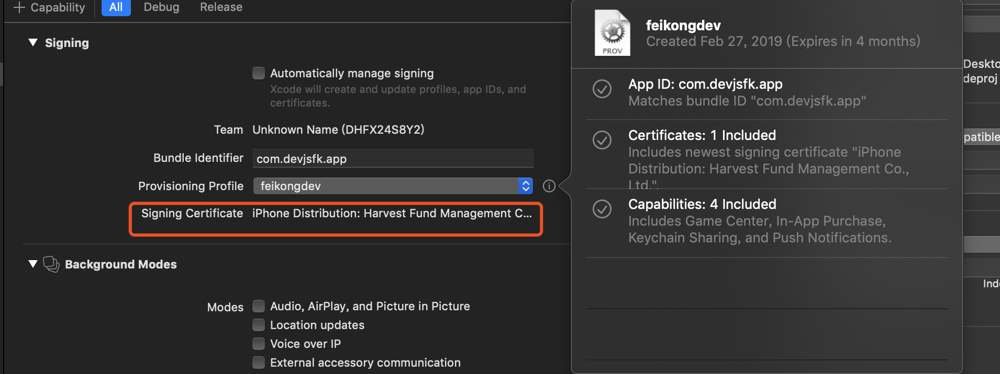 Capability
All
Debug
Release
Signing
Automatically manage signing
Xcode will create and update profiles, app IDs, and
certificates.
Team
Unknown Name (DHFX24S8Y2)
Bundle Identifier
com.devjsfk.app
Provisioning Profile
feikongdev
Signing Certificate
iPhone Distribution: Harvest Fund Management C...
Background Modes
Modes
Audio, AirPlay, and Picture in Picture
Location updates
Voice over IP
External accessory communication
PROV
feikongdev
Created Feb 27, 2019 (Expires in 4 months)
App ID: com.devjsfk.app
Matches bundle ID "com.devjsfk.app"
Certificates: 1 Included
Includes newest signing certificate "iPhone
Distribution: Harvest Fund Management Co.,
Ltd.".
Capabilities: 4 Included
Includes Game Center, In-App Purchase,
Keychain Sharing, and Push Notifications.
Deskto
deproj
patible
Inde